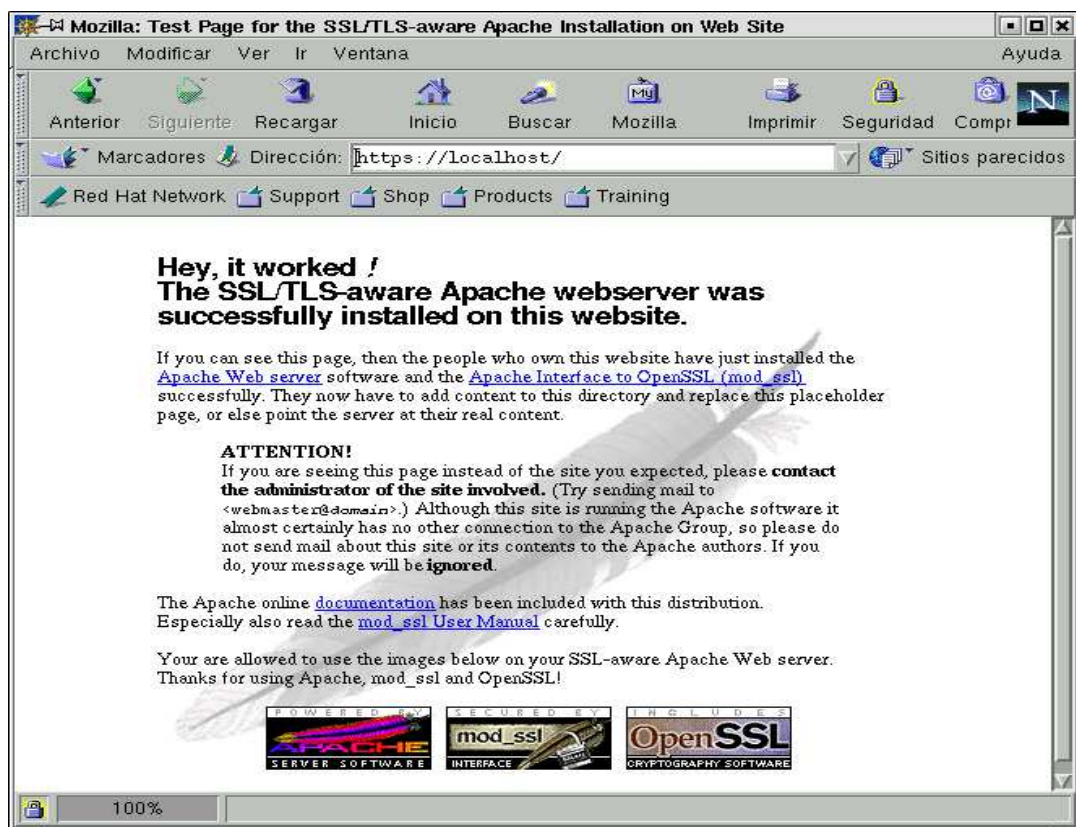 Mozilla: Test Page for the SSL/TLS-aware Apache Installation on Web Site
Archivo Modificar Ver Ir Ventana Ayuda
Anterior Siguiente Recargar Inicio Buscar My Mozilla Imprimir Seguridad Compr N
Marcadores Dirección: https://localhost/ Sitios parecidos
Red Hat Network Support Shop Products Training
Hey, it worked !
The SSL/TLS-aware Apache webserver was
successfully installed on this website.
If you can see this page, then the people who own this website have just installed the
Apache Web server software and the Apache Interface to OpenSSL (mod_ssl)
successfully. They now have to add content to this directory and replace this placeholder
page, or else point the server at their real content.
ATTENTION!
If you are seeing this page instead of the site you expected, please contact
the administrator of the site involved. (Try sending mail to
<webmaster@domain>.) Although this site is running the Apache software it
almost certainly has no other connection to the Apache Group, so please do
not send mail about this site or its contents to the Apache authors. If you
do, your message will be ignored.
The Apache online documentation has been included with this distribution.
Especially also read the mod_ssl User Manual carefully.
Your are allowed to use the images below on your SSL-aware Apache Web server.
Thanks for using Apache, mod_ssl and OpenSSL!
POWERED BY SECURED BY INCLUDES
APACHE mod_ssl OpenSSL
SERVER SOFTWARE INTERFACE CRYPTOGRAPHY SOFTWARE
100%